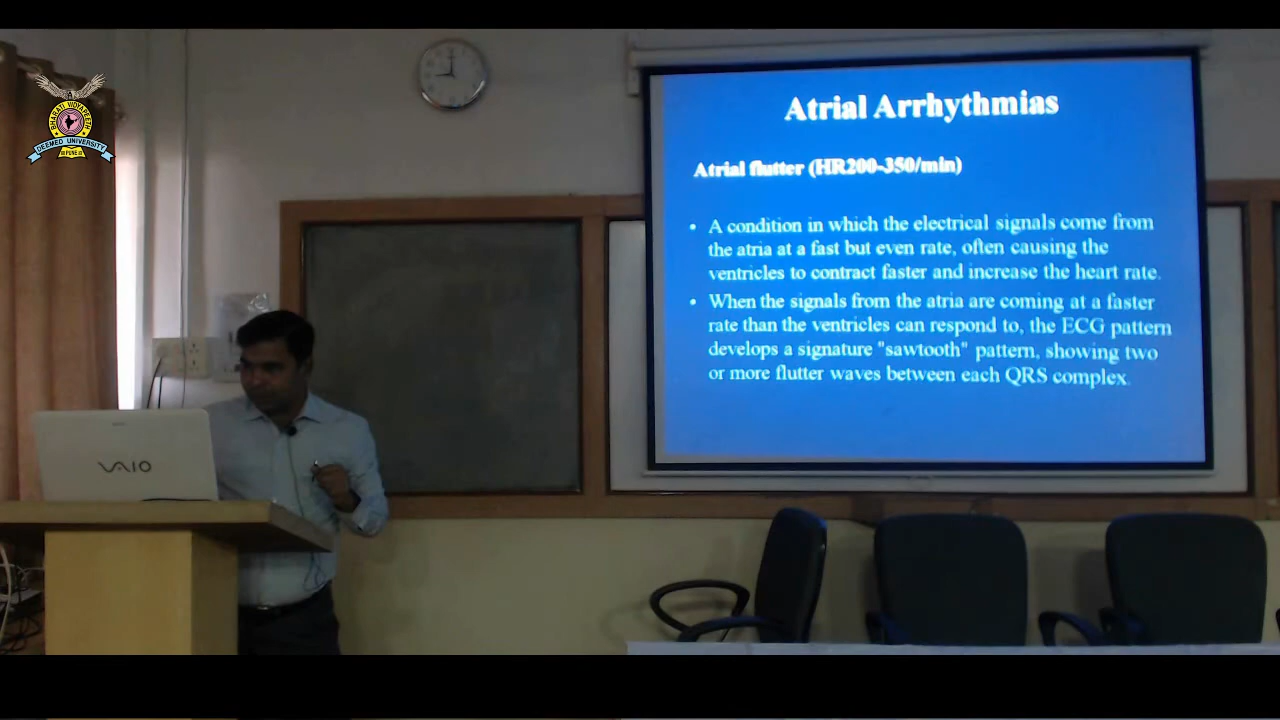 BHARATI VIDYAPEETH
DEEMED UNIVERSITY
Atrial Arrhythmias
Atrial flutter (HR200-350/min)
• A condition in which the electrical signals come from
the atria at a fast but even rate, often causing the
ventricles to contract faster and increase the heart rate.
• When the signals from the atria are coming at a faster
rate than the ventricles can respond to, the ECG pattern
develops a signature "sawtooth" pattern, showing two
or more flutter waves between each QRS complex.
VAIO